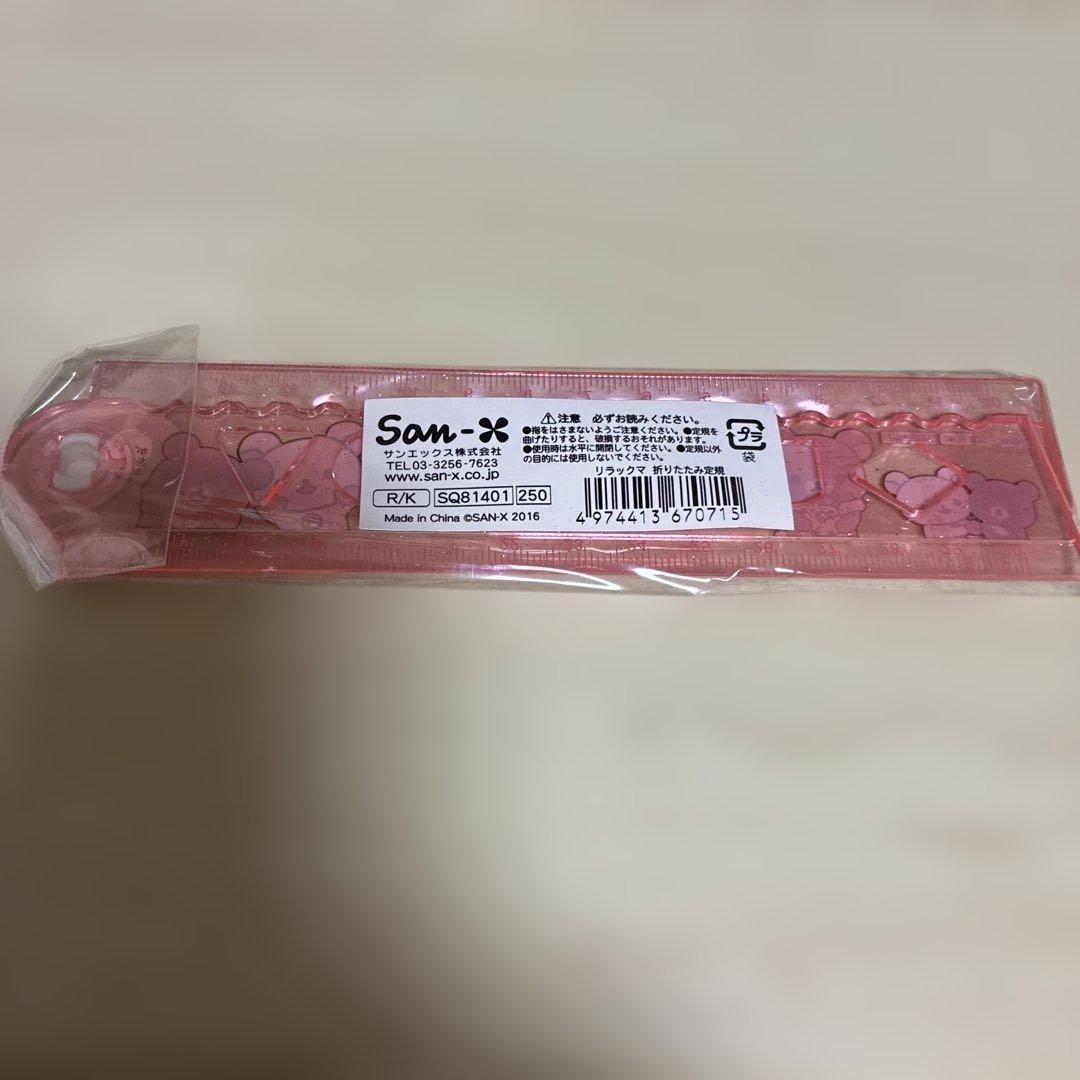 San-X
サンエックス株式会社
TEL03-3256-7623
www.san-x.co.jp
R/K SQ81401 250
Made in China ©SAN-X 2016
⚠注意 必ずお読みください。
●指をはさまないようご注意ください。●定規を
曲げたりすると、破損するおそれがあります。
●使用時は水平に開閉してください。●定規以外
の目的には使用しないでください。
プラ
袋
リラックマ 折りたたみ定規
4 974413 670715